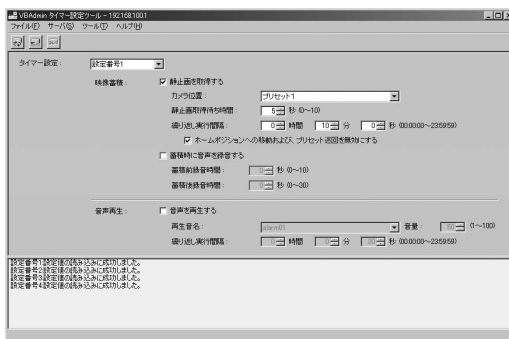 VBAdmin タイマー設定ツール - 192.168.100.1
ファイル(F) サーバ(S) ツール(T) ヘルプ(H)
タイマー設定： 設定番号1
映像蓄積： 静止画を取得する
カメラ位置： プリセット1
静止画取得待ち時間： 5 秒 (0～10)
繰り返し実行間隔： 0 時間 10 分 0 秒 (00:00:00～23:59:59)
ホームポジションへの移動および、プリセット巡回を無効にする
蓄積時に音声を録音する
蓄積前録音時間： 0 秒 (0～10)
蓄積後録音時間： 0 秒 (0～30)
音声再生： 音声を再生する
再生音名： alarm01 音量： 50 (1～100)
繰り返し実行間隔： 0 時間 0 分 30 秒 (00:00:00～23:59:59)
設定番号1設定値の読み込みに成功しました。
設定番号2設定値の読み込みに成功しました。
設定番号3設定値の読み込みに成功しました。
設定番号4設定値の読み込みに成功しました。